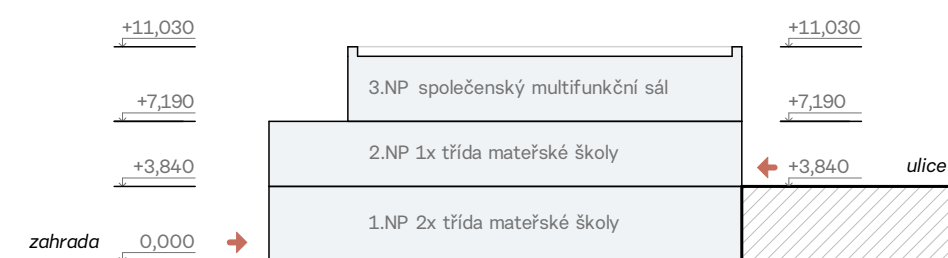 +11,030
+11,030
3.NP společenský multifunkční sál
+7,190
+7,190
2.NP 1x třída mateřské školy
+3,840
+3,840
ulice
1.NP 2x třída mateřské školy
zahrada
0,000